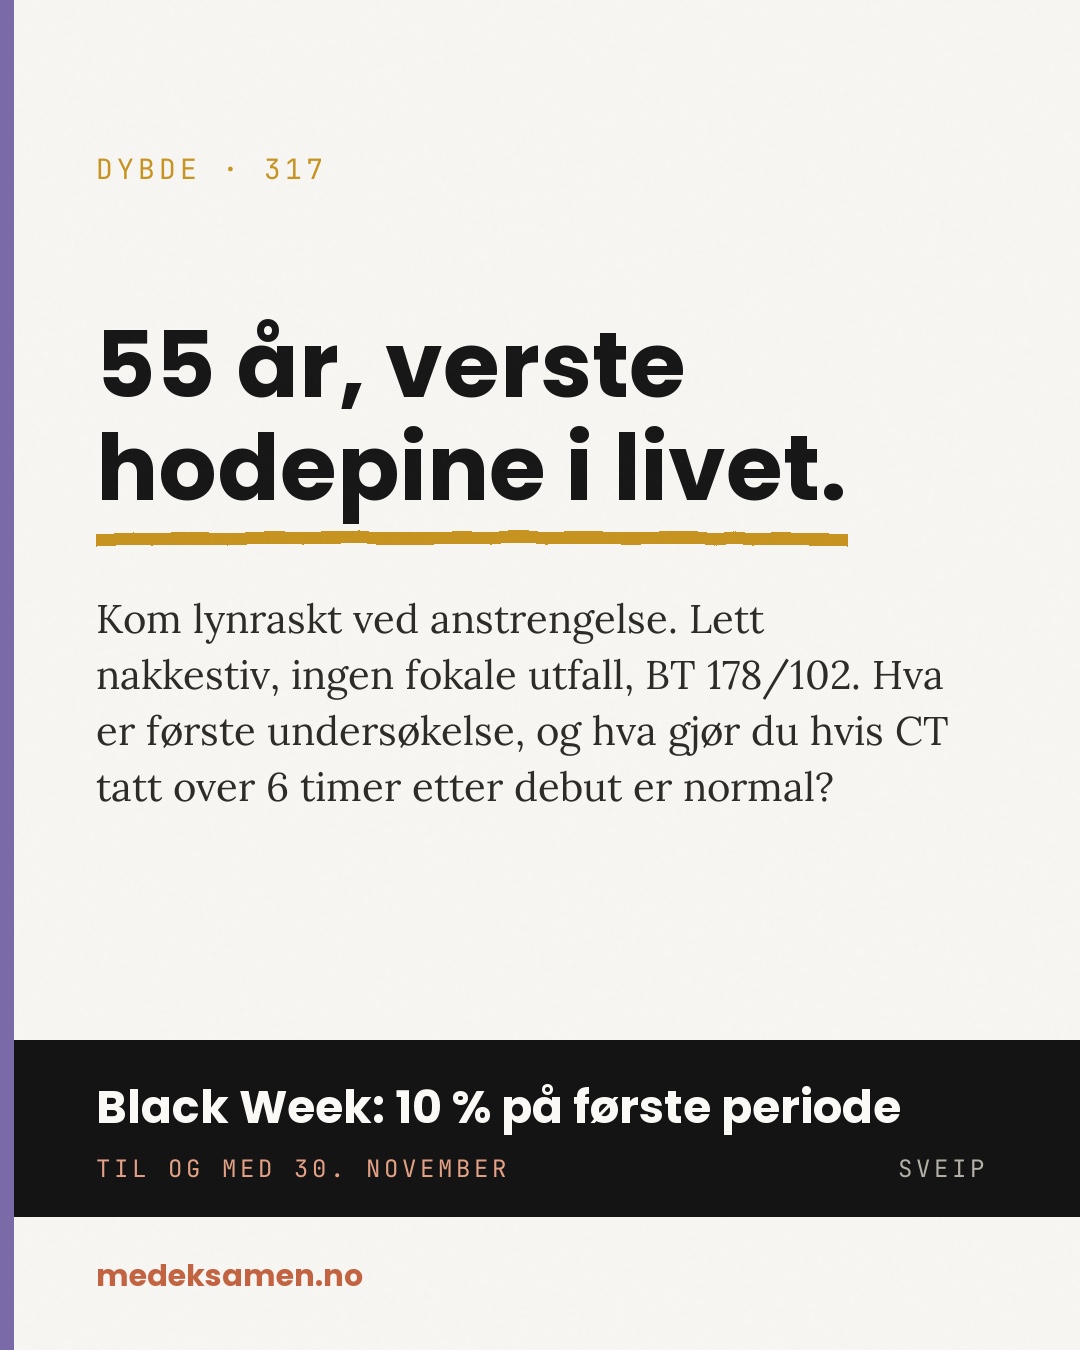 DYBDE · 317
55 år, verste
hodepine i livet.
Kom lynraskt ved anstrengelse. Lett
nakkestiv, ingen fokale utfall, BT 178/102. Hva
er første undersøkelse, og hva gjør du hvis CT
tatt over 6 timer etter debut er normal?
Black Week: 10 % på første periode
TIL OG MED 30. NOVEMBER
SVEIP
medeksamen.no